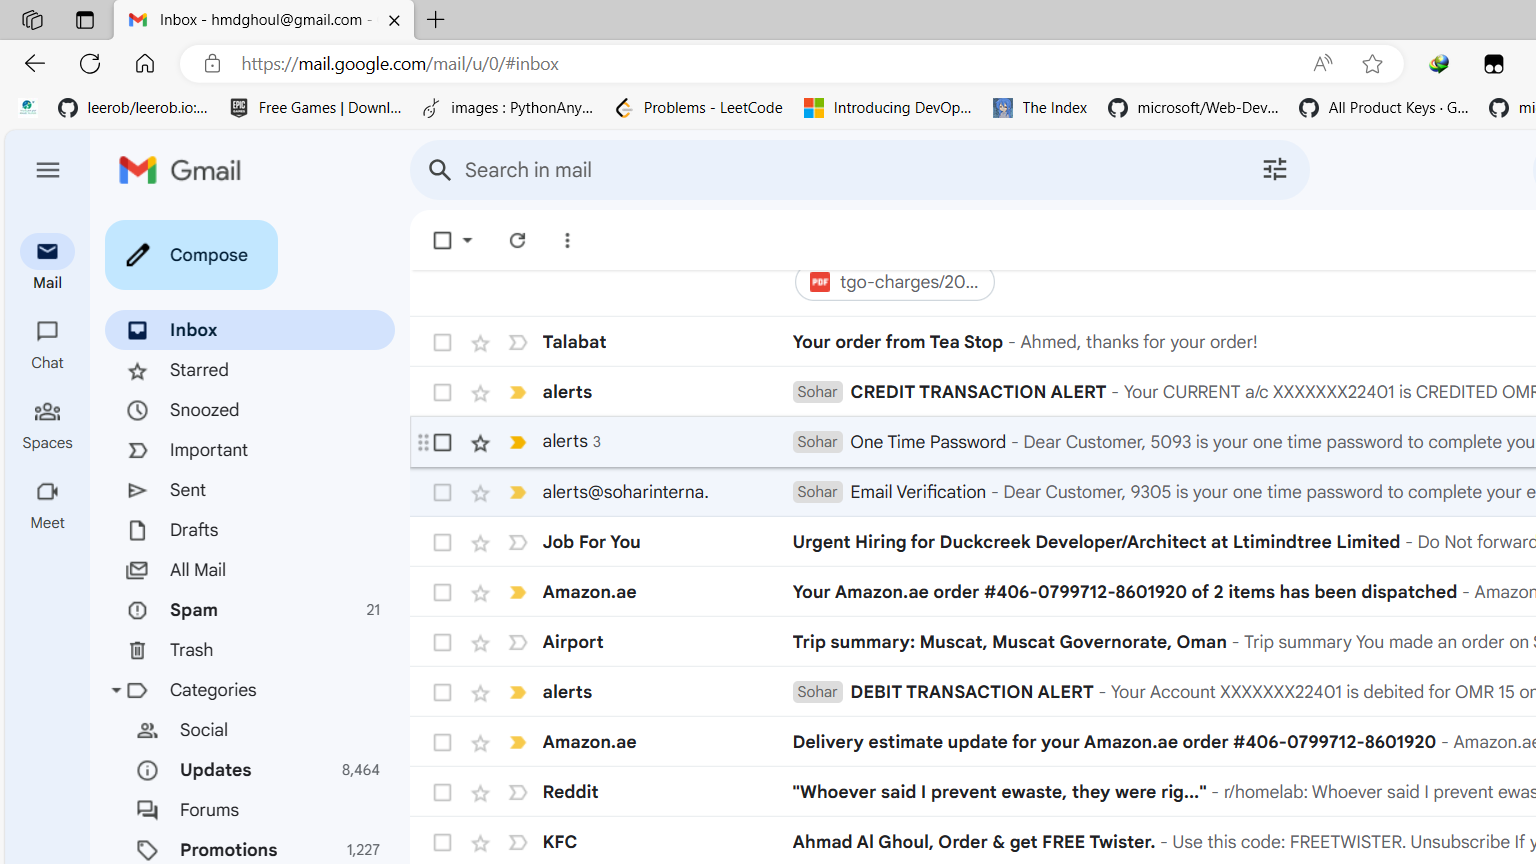 Inbox - hmdghoul@gmail.com -
https://mail.google.com/mail/u/0/#inbox
leerob/leerob.io:... Free Games | Downl... images : PythonAny... Problems - LeetCode Introducing DevOp... The Index microsoft/Web-Dev... All Product Keys · G... mi
Gmail
Search in mail
Compose
Mail
Chat
Spaces
Meet
Inbox
Starred
Snoozed
Important
Sent
Drafts
All Mail
Spam 21
Trash
Categories
Social
Updates 8,464
Forums
Promotions 1,227
PDF tgo-charges/20...
Talabat Your order from Tea Stop - Ahmed, thanks for your order!
alerts Sohar CREDIT TRANSACTION ALERT - Your CURRENT a/c XXXXXXX22401 is CREDITED OMR
alerts 3 Sohar One Time Password - Dear Customer, 5093 is your one time password to complete you
alerts@soharinterna. Sohar Email Verification - Dear Customer, 9305 is your one time password to complete your e
Job For You Urgent Hiring for Duckcreek Developer/Architect at Ltimindtree Limited - Do Not forward
Amazon.ae Your Amazon.ae order #406-0799712-8601920 of 2 items has been dispatched - Amazon
Airport Trip summary: Muscat, Muscat Governorate, Oman - Trip summary You made an order on S
alerts Sohar DEBIT TRANSACTION ALERT - Your Account XXXXXXX22401 is debited for OMR 15 on
Amazon.ae Delivery estimate update for your Amazon.ae order #406-0799712-8601920 - Amazon.ae
Reddit "Whoever said I prevent ewaste, they were rig..." - r/homelab: Whoever said I prevent ewas
KFC Ahmad Al Ghoul, Order & get FREE Twister. - Use this code: FREETWISTER. Unsubscribe If y